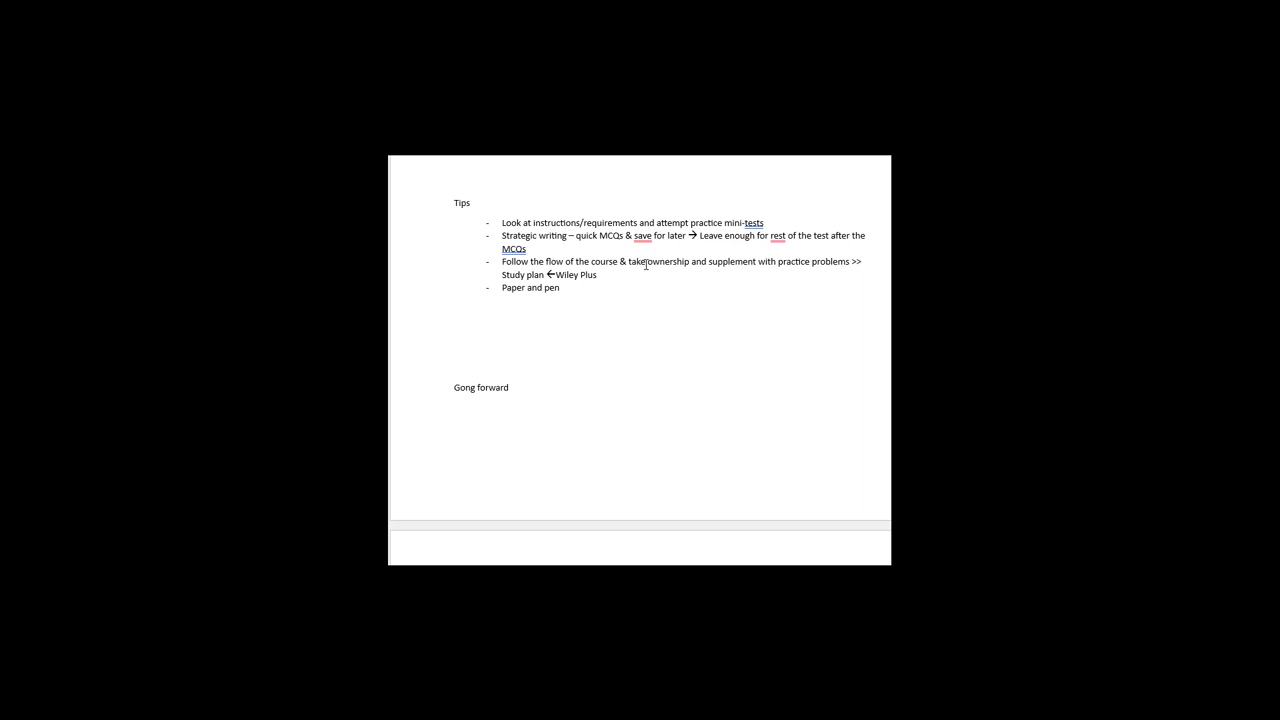 Tips
- Look at instructions/requirements and attempt practice mini-tests
- Strategic writing – quick MCQs & save for later → Leave enough for rest of the test after the
MCQs
- Follow the flow of the course & take ownership and supplement with practice problems >>
Study plan ←Wiley Plus
- Paper and pen
Gong forward